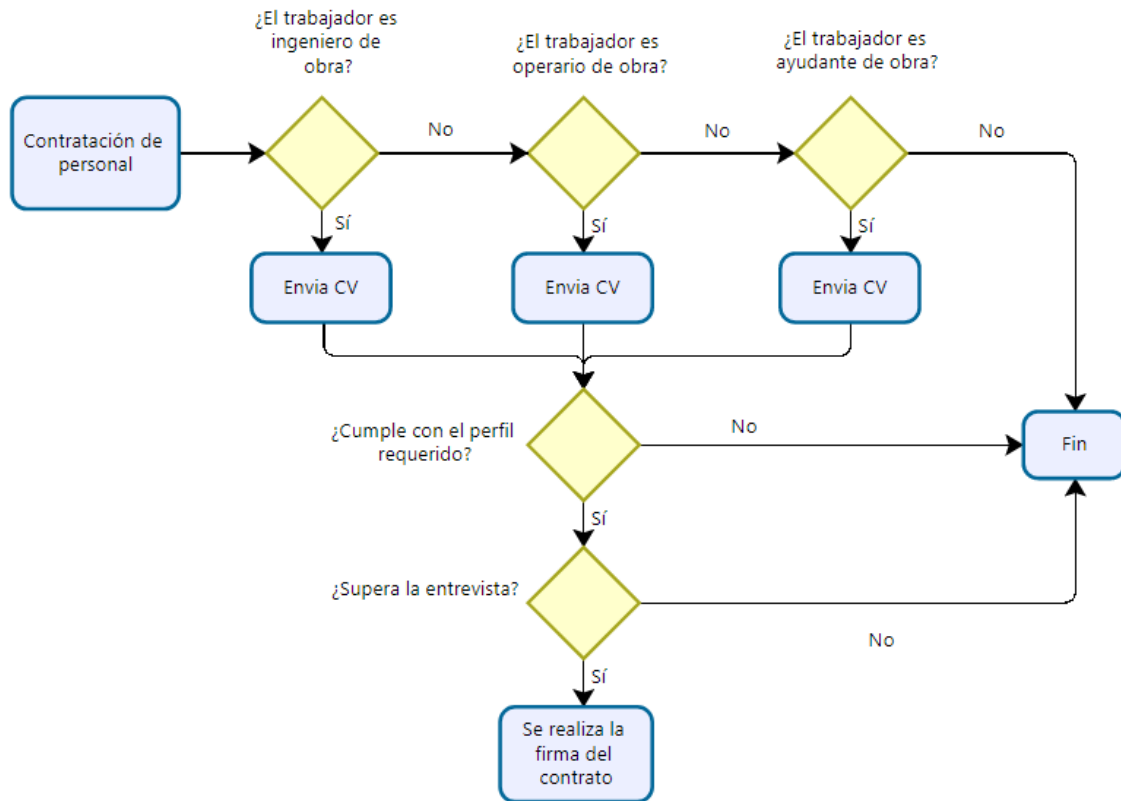 ¿El trabajador es
ingeniero de
obra?
¿El trabajador es
operario de obra?
¿El trabajador es
ayudante de obra?
Contratación de
personal
No
No
No
Sí
Sí
Sí
Envia CV
Envia CV
Envia CV
¿Cumple con el perfil
requerido?
No
Fin
Sí
¿Supera la entrevista?
No
Sí
Se realiza la
firma del
contrato